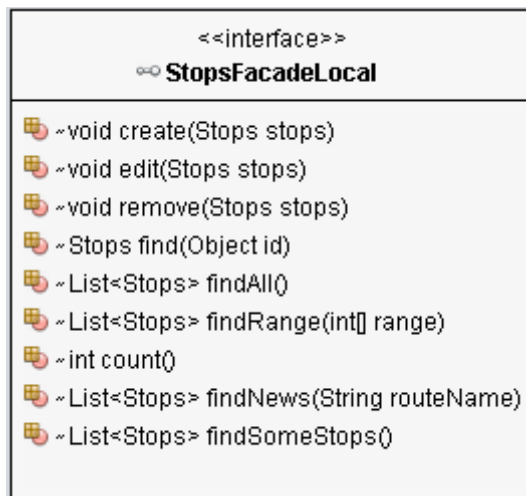 <<interface>>
StopsFacadeLocal
~void create(Stops stops)
~void edit(Stops stops)
~void remove(Stops stops)
~Stops find(Object id)
~List<Stops> findAll()
~List<Stops> findRange(int[] range)
~int count()
~List<Stops> findNews(String routeName)
~List<Stops> findSomeStops()